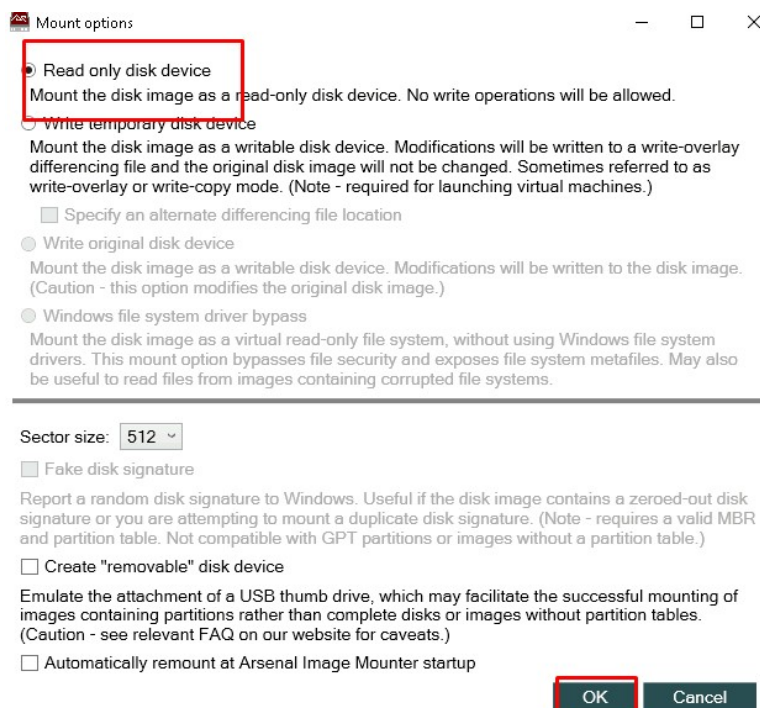 Mount options
Read only disk device
Mount the disk image as a read-only disk device. No write operations will be allowed.
Write temporary disk device
Mount the disk image as a writable disk device. Modifications will be written to a write-overlay
differencing file and the original disk image will not be changed. Sometimes referred to as
write-overlay or write-copy mode. (Note - required for launching virtual machines.)
Specify an alternate differencing file location
Write original disk device
Mount the disk image as a writable disk device. Modifications will be written to the disk image.
(Caution - this option modifies the original disk image.)
Windows file system driver bypass
Mount the disk image as a virtual read-only file system, without using Windows file system
drivers. This mount option bypasses file security and exposes file system metafiles. May also
be useful to read files from images containing corrupted file systems.
Sector size: 512
Fake disk signature
Report a random disk signature to Windows. Useful if the disk image contains a zeroed-out disk
signature or you are attempting to mount a duplicate disk signature. (Note - requires a valid MBR
and partition table. Not compatible with GPT partitions or images without a partition table.)
Create "removable" disk device
Emulate the attachment of a USB thumb drive, which may facilitate the successful mounting of
images containing partitions rather than complete disks or images without partition tables.
(Caution - see relevant FAQ on our website for caveats.)
Automatically remount at Arsenal Image Mounter startup
OK Cancel